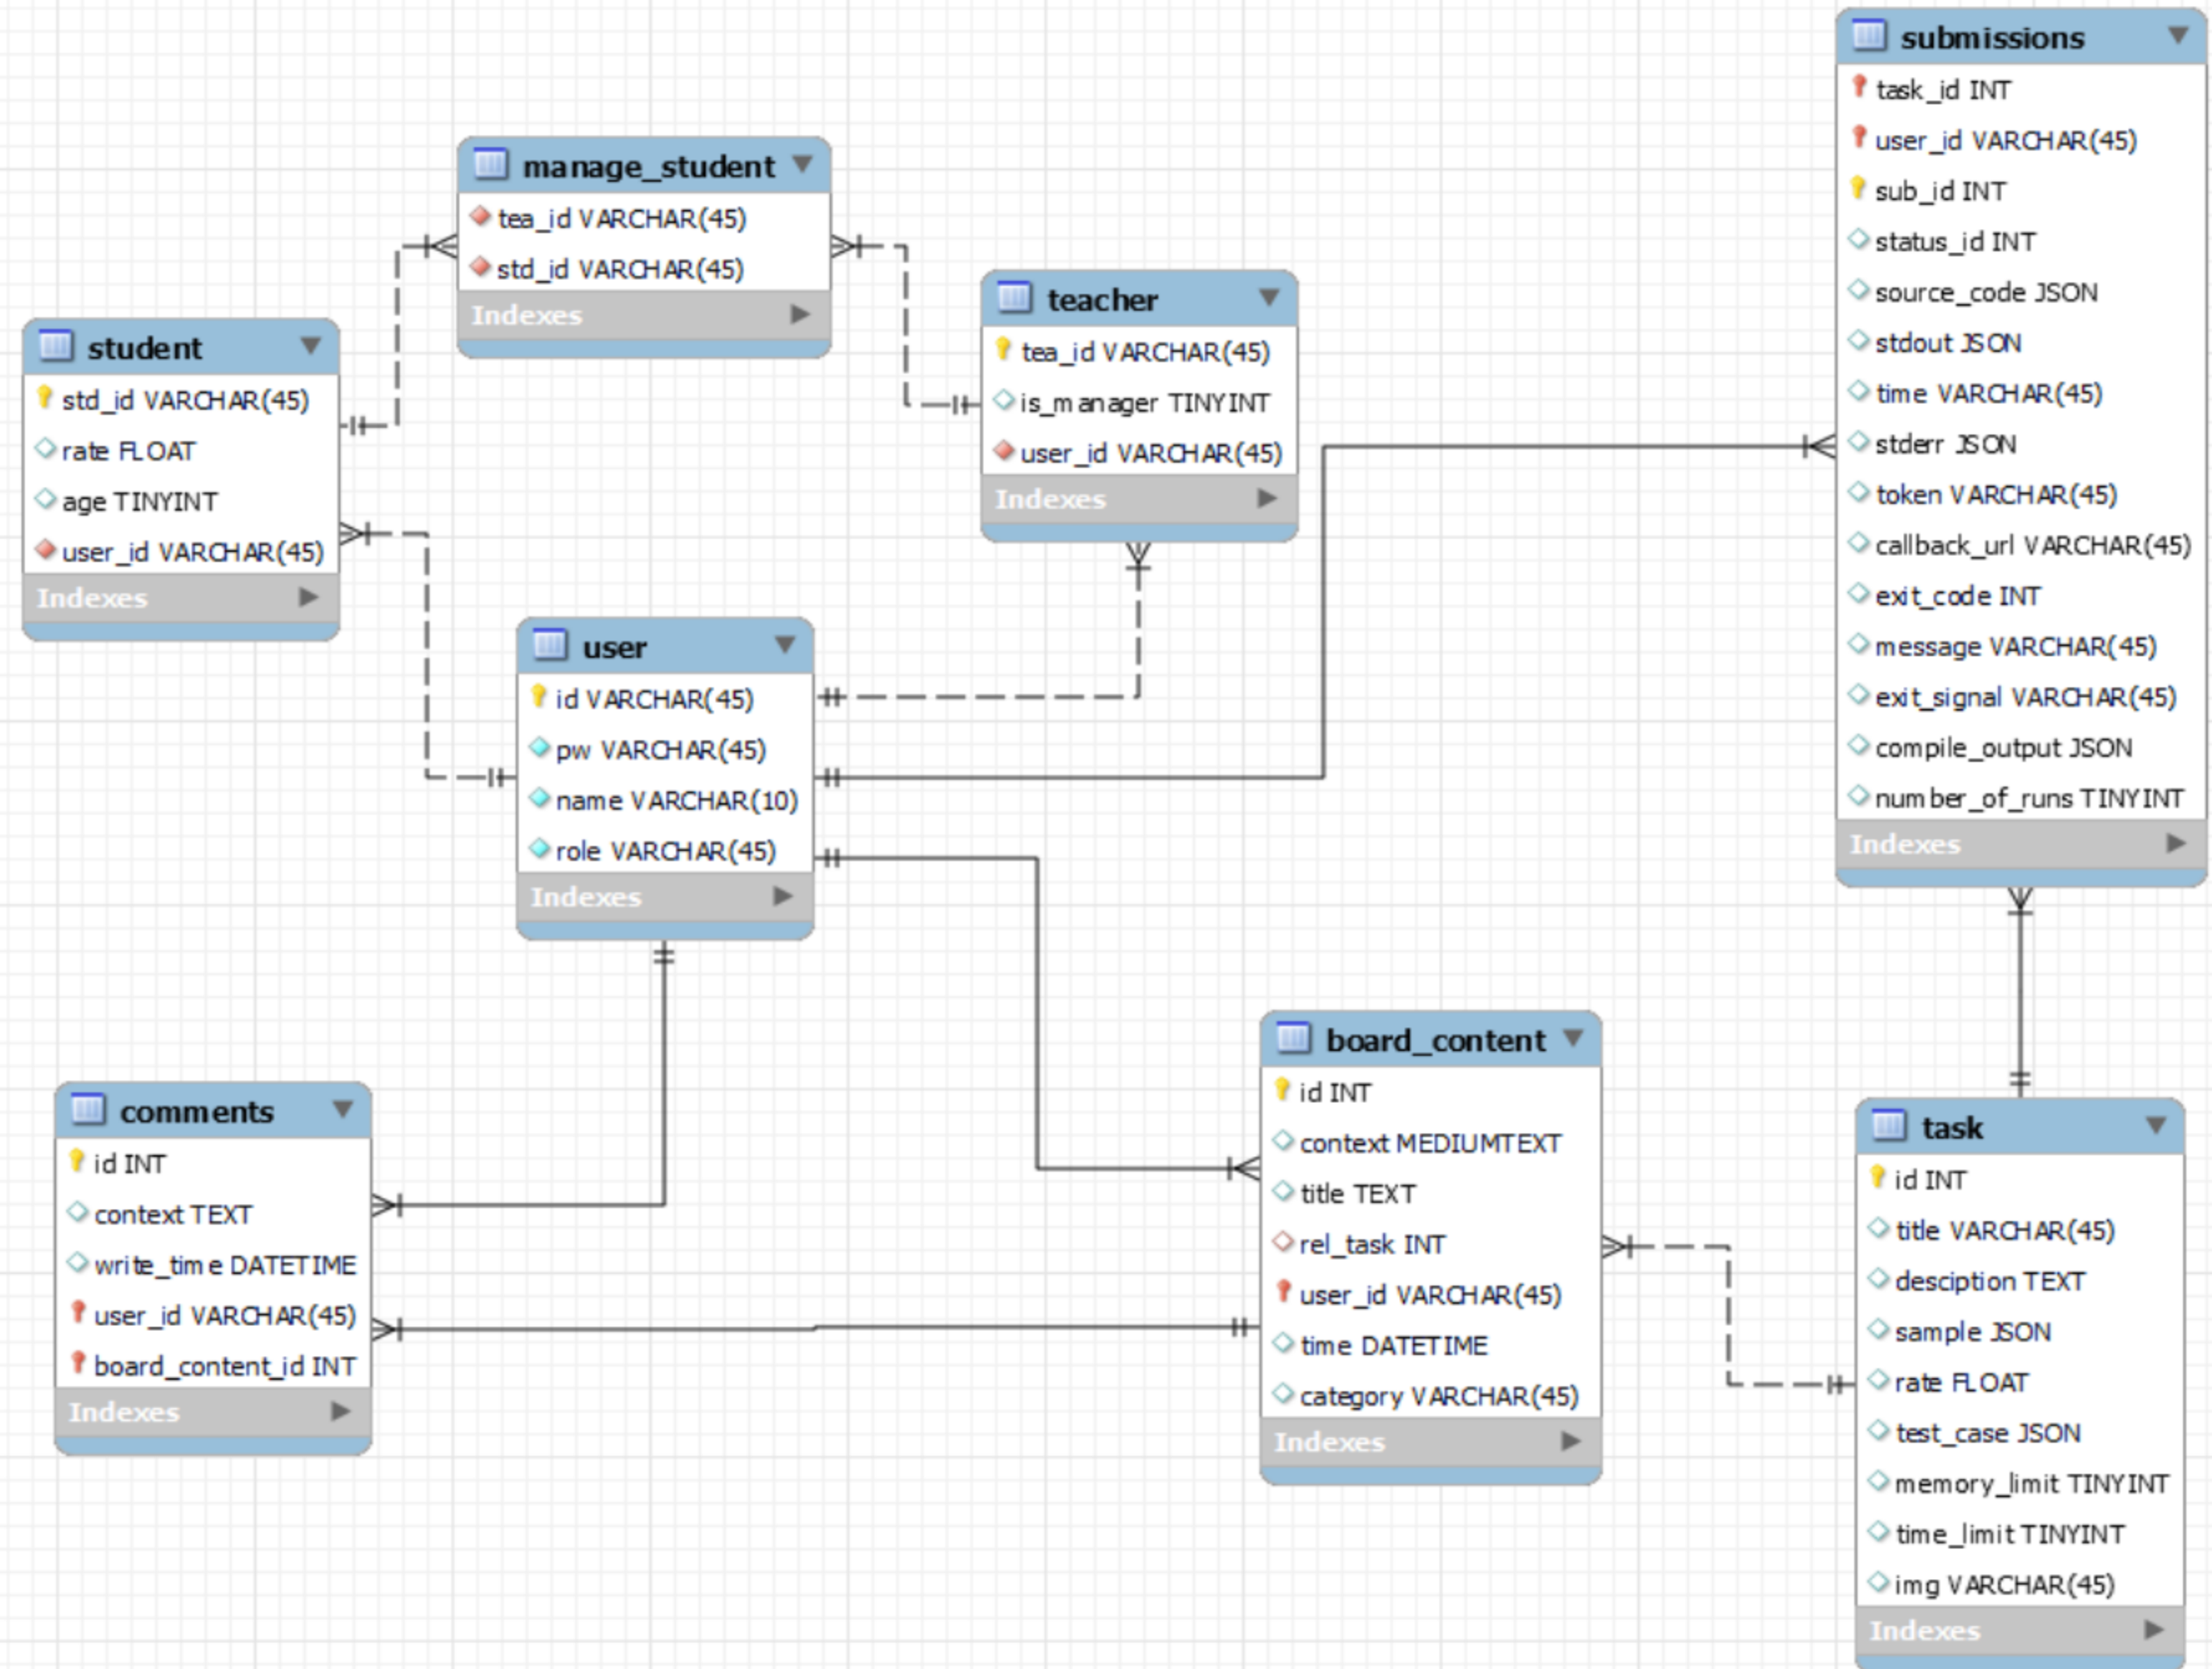 manage_student
tea_id VARCHAR(45)
std_id VARCHAR(45)
Indexes
student
std_id VARCHAR(45)
rate FLOAT
age TINYINT
user_id VARCHAR(45)
Indexes
teacher
tea_id VARCHAR(45)
is_manager TINYINT
user_id VARCHAR(45)
Indexes
submissions
task_id INT
user_id VARCHAR(45)
sub_id INT
status_id INT
source_code JSON
stdout JSON
time VARCHAR(45)
stderr JSON
token VARCHAR(45)
callback_url VARCHAR(45)
exit_code INT
message VARCHAR(45)
exit_signal VARCHAR(45)
compile_output JSON
number_of_runs TINYINT
Indexes
user
id VARCHAR(45)
pw VARCHAR(45)
name VARCHAR(10)
role VARCHAR(45)
Indexes
comments
id INT
context TEXT
write_time DATETIME
user_id VARCHAR(45)
board_content_id INT
Indexes
board_content
id INT
context MEDIUMTEXT
title TEXT
rel_task INT
user_id VARCHAR(45)
time DATETIME
category VARCHAR(45)
Indexes
task
id INT
title VARCHAR(45)
desciption TEXT
sample JSON
rate FLOAT
test_case JSON
memory_limit TINYINT
time_limit TINYINT
img VARCHAR(45)
Indexes